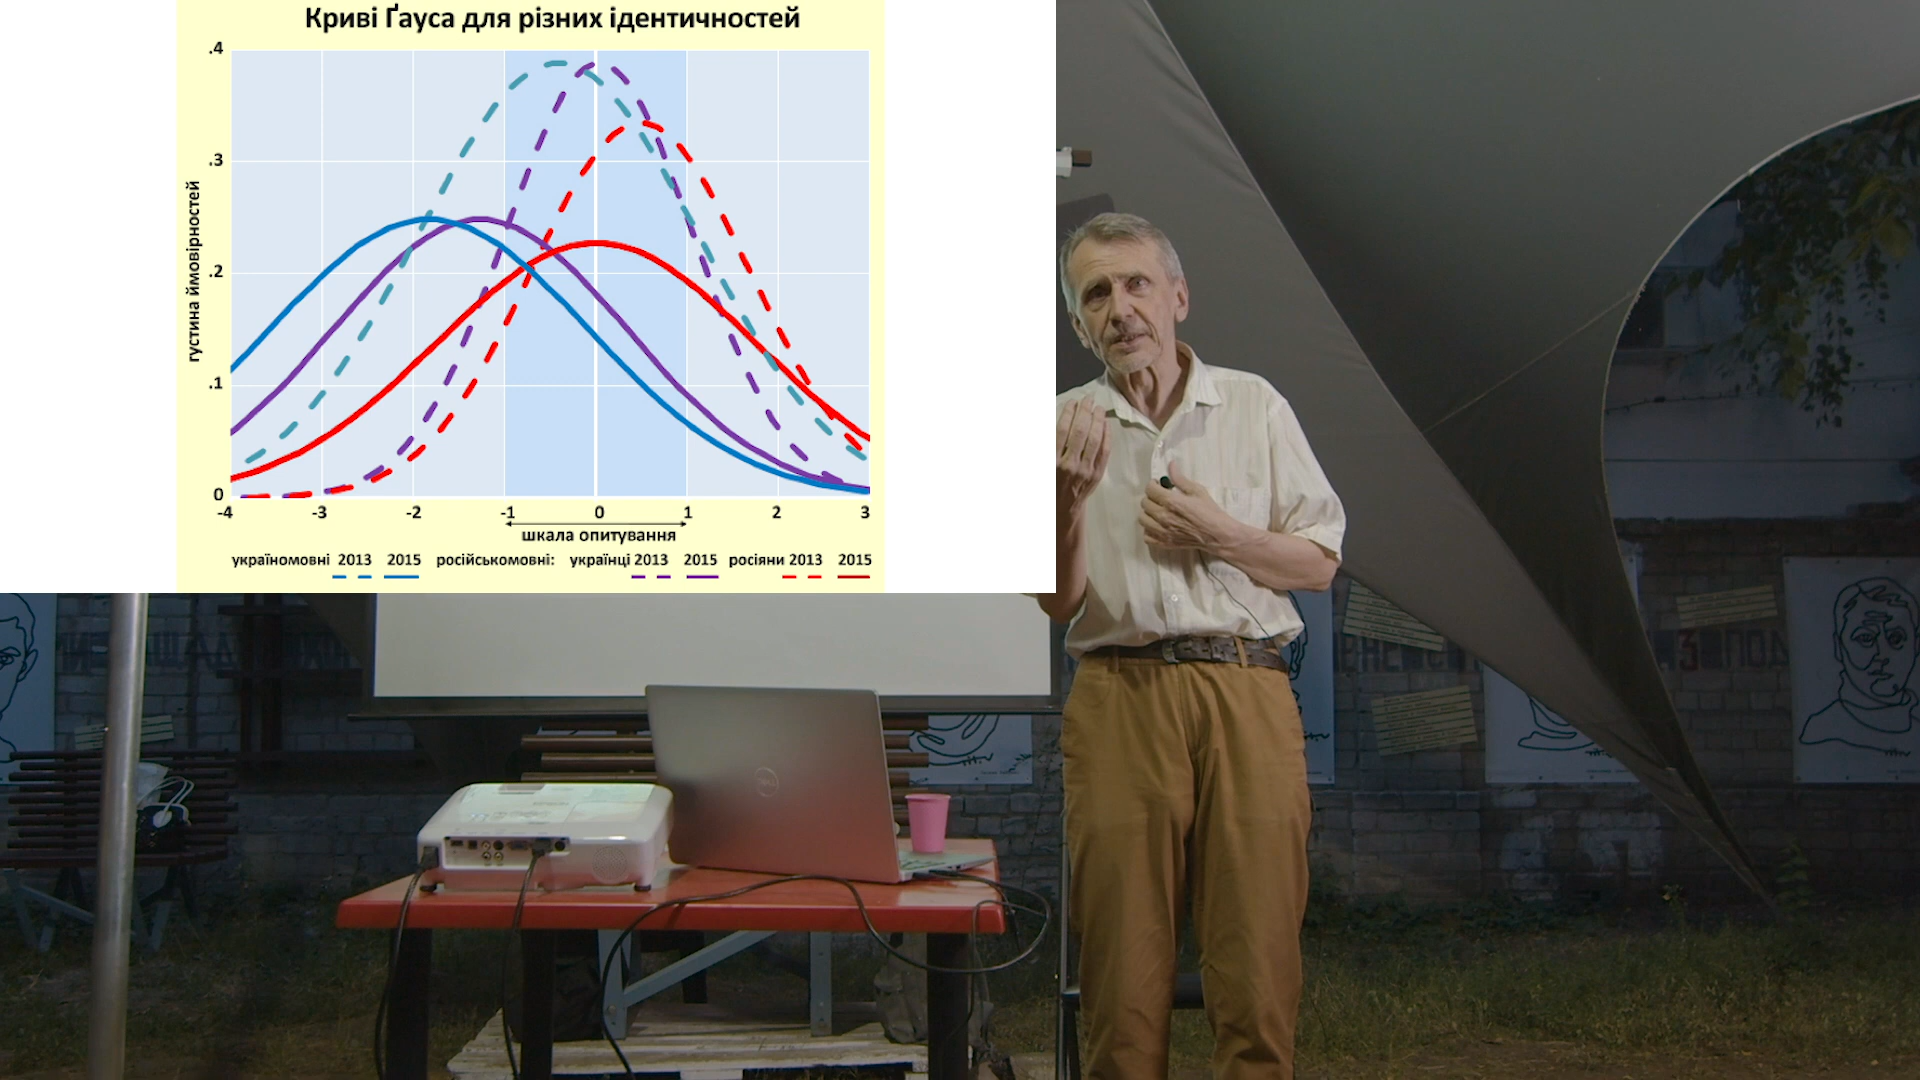 Криві Ґауса для різних ідентичностей
.4
.3
.2
.1
0
густина ймовірностей
-4 -3 -2 -1 0 1 2 3
шкала опитування
україномовні 2013 2015 російськомовні: українці 2013 2015 росіяни 2013 2015
DELL